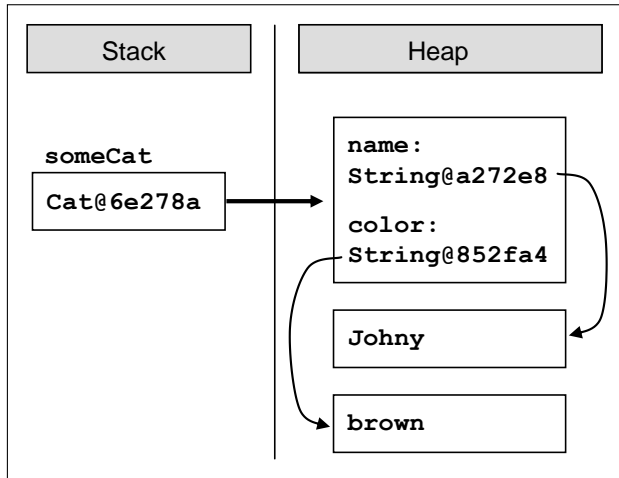 Stack
Heap
someCat
Cat@6e278a
name:
String@a272e8
color:
String@852fa4
Johny
brown